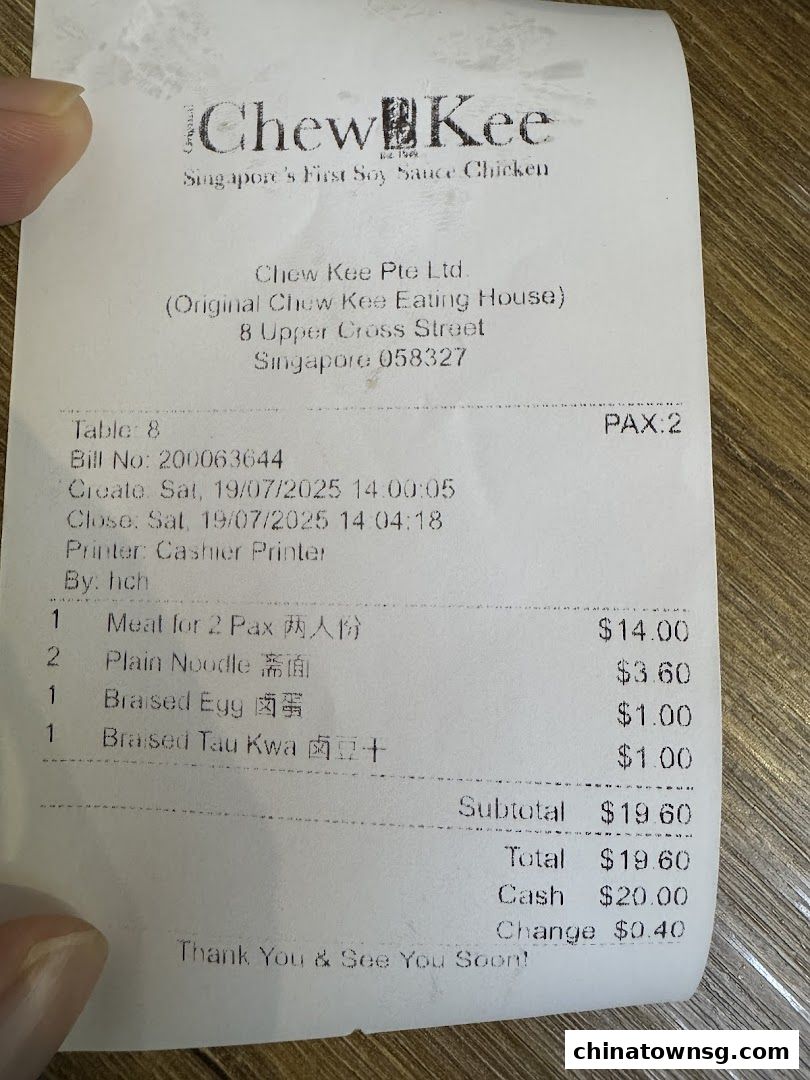 Original Chew Kee
Est. 1949
Singapore's First Soy Sauce Chicken
Chew Kee Pte Ltd.
(Original Chew Kee Eating House)
8 Upper Cross Street
Singapore 058327
Table: 8 PAX:2
Bill No: 200063644
Create: Sat, 19/07/2025 14:00:05
Close: Sat, 19/07/2025 14:04:18
Printer: Cashier Printer
By: hch
1 Meat for 2 Pax 两人份 $14.00
2 Plain Noodle 斋面 $3.60
1 Braised Egg 卤蛋 $1.00
1 Braised Tau Kwa 卤豆干 $1.00
Subtotal $19.60
Total $19.60
Cash $20.00
Change $0.40
Thank You & See You Soon!
chinatownsg.com